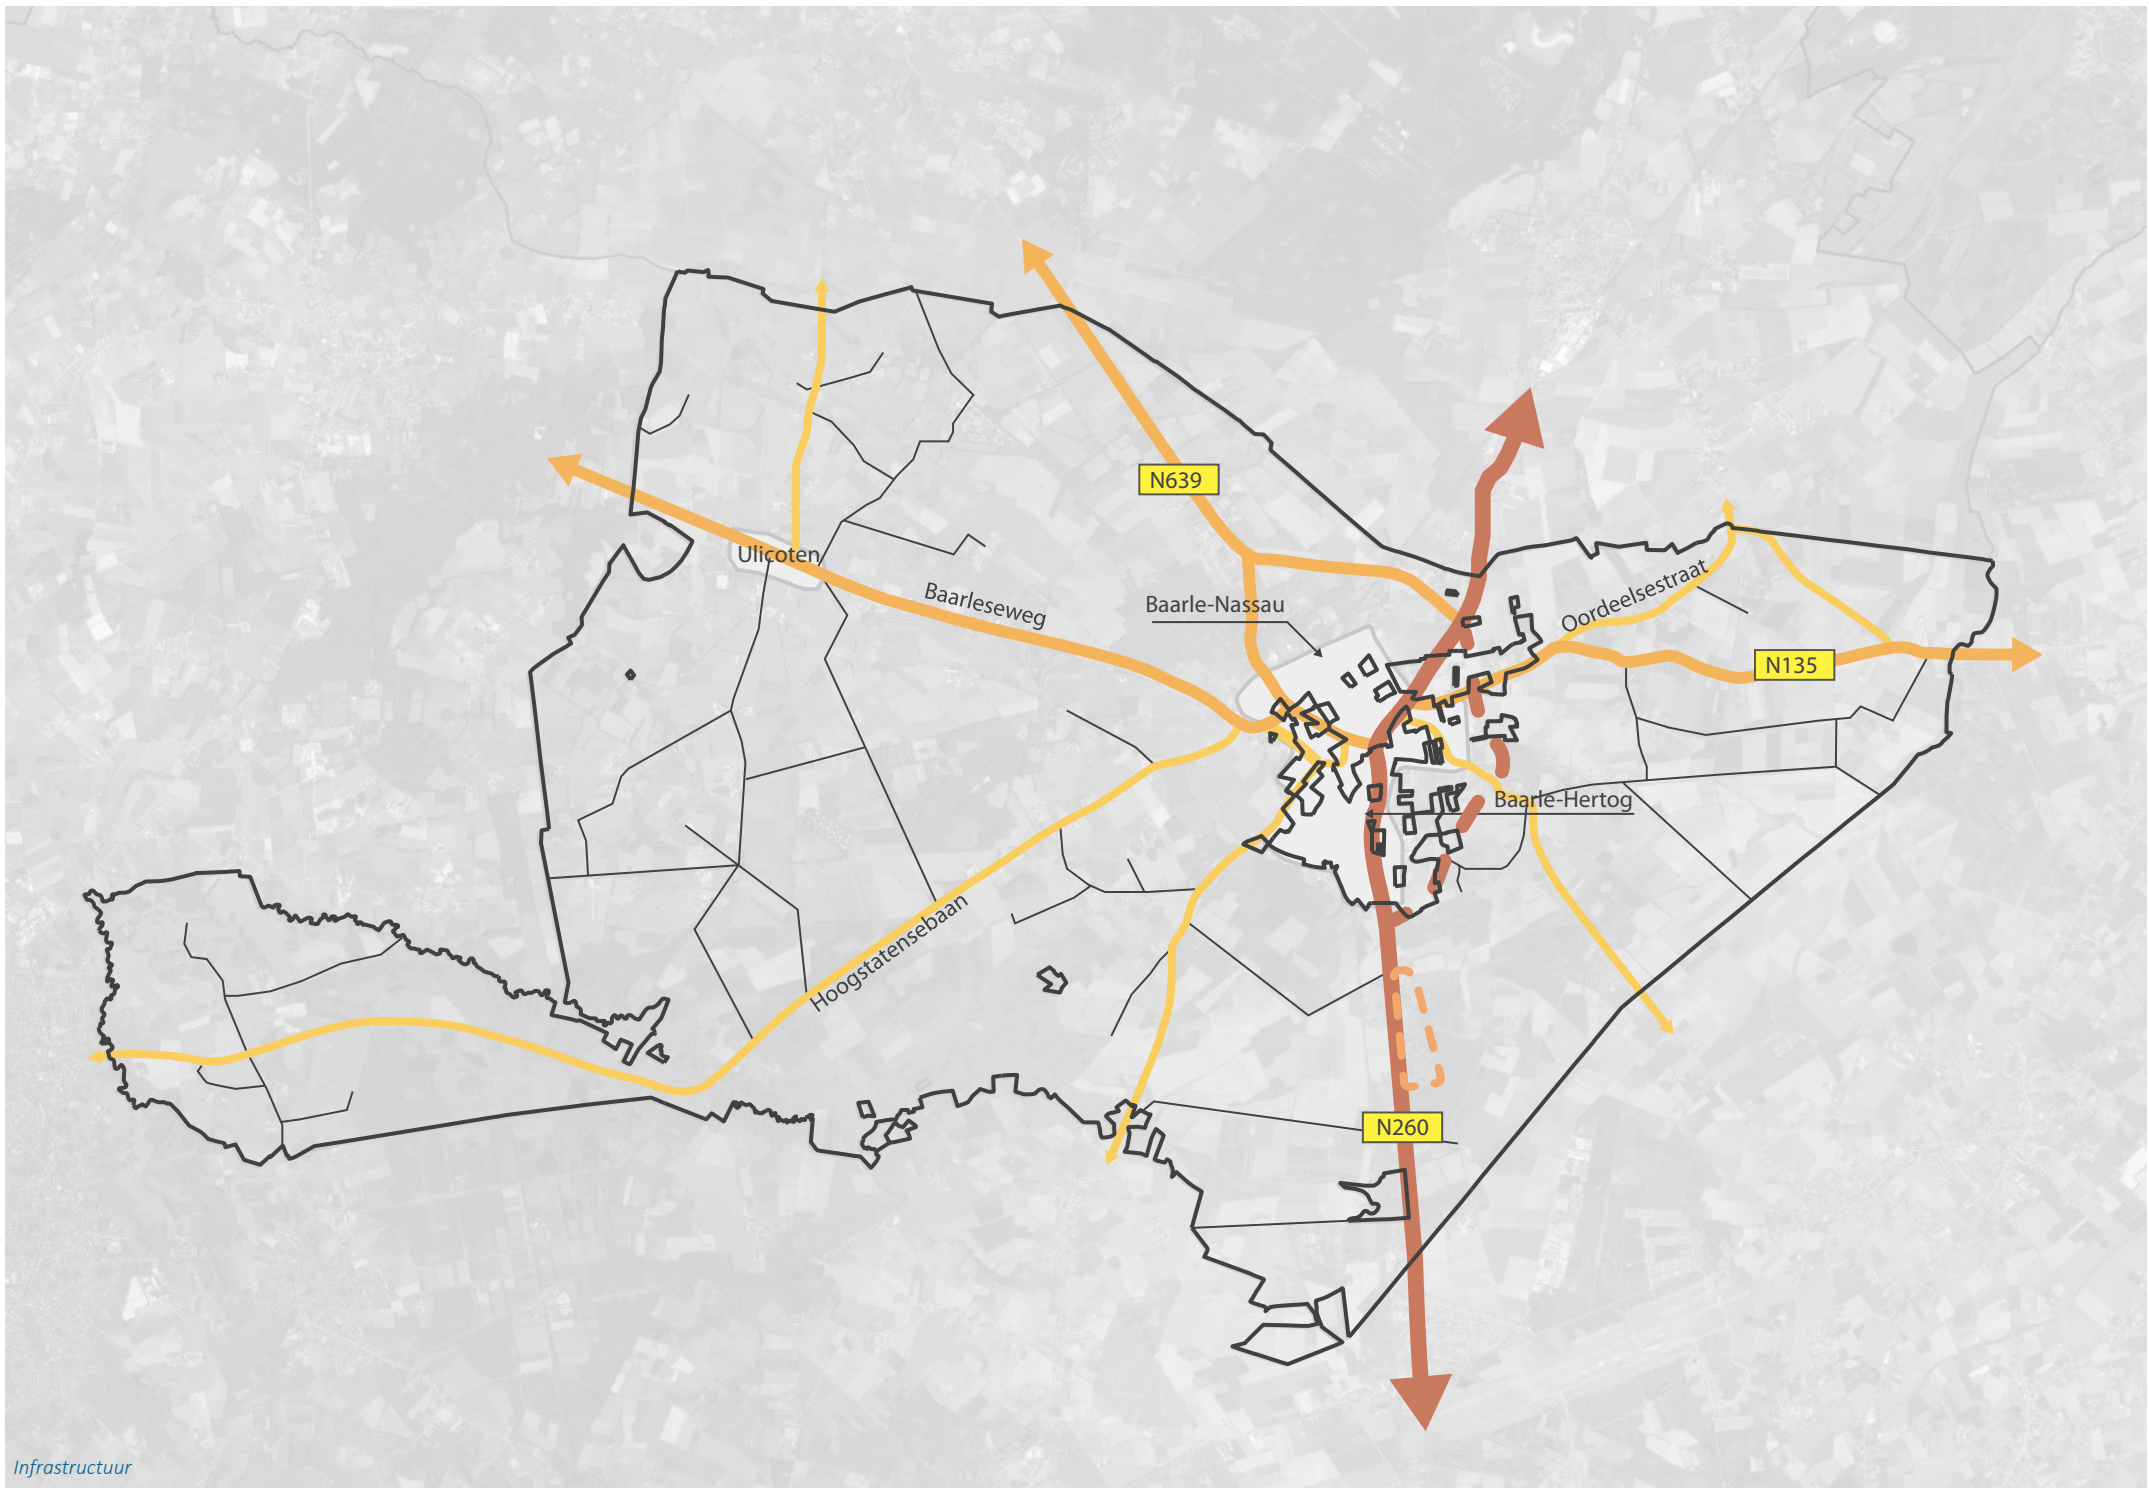 N639
Ulicoten
Baarleseweg
Baarle-Nassau
Oordeelsestraat
N135
Baarle-Hertog
Hoogstatensebaan
N260
Infrastructuur